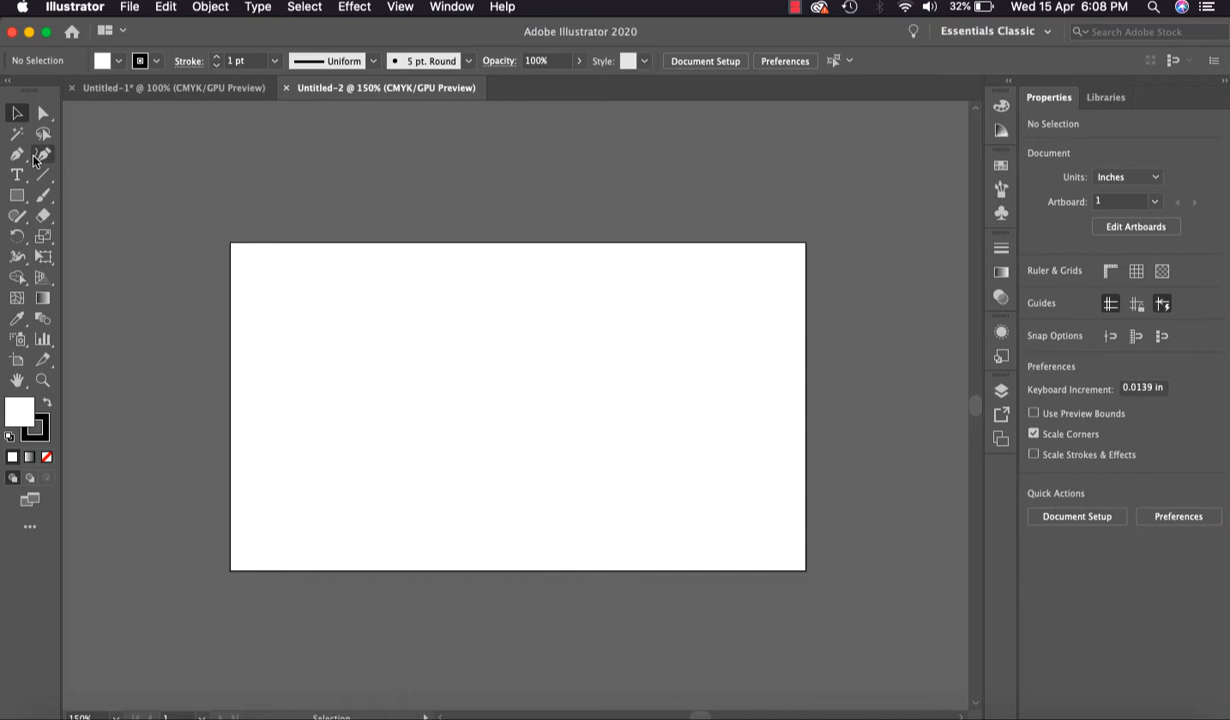 Illustrator File Edit Object Type Select Effect View Window Help 32% Wed 15 Apr 6:08 PM
Adobe Illustrator 2020 Essentials Classic Search Adobe Stock
No Selection Stroke: 1 pt Uniform 5 pt. Round Opacity: 100% Style: Document Setup Preferences
Untitled-1* @ 100% (CMYK/GPU Preview) Untitled-2 @ 150% (CMYK/GPU Preview)
Properties Libraries
No Selection
Document
Units: Inches
Artboard: 1
Edit Artboards
Ruler & Grids
Guides
Snap Options
Preferences
Keyboard Increment: 0.0139 in
Use Preview Bounds
Scale Corners
Scale Strokes & Effects
Quick Actions
Document Setup Preferences
150% 1 Selection